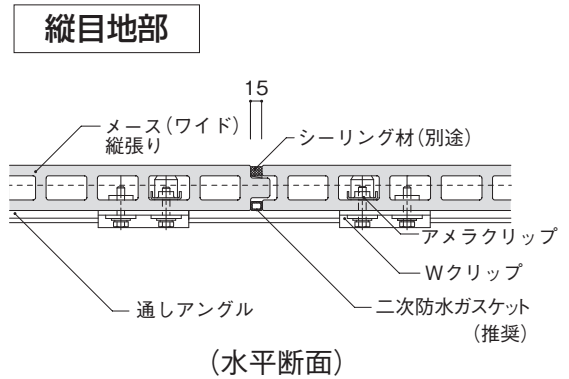 縦目地部
15
メース(ワイド)
縦張り
シーリング材(別途)
アメラクリップ
Wクリップ
通しアングル
二次防水ガスケット
(推奨)
(水平断面)